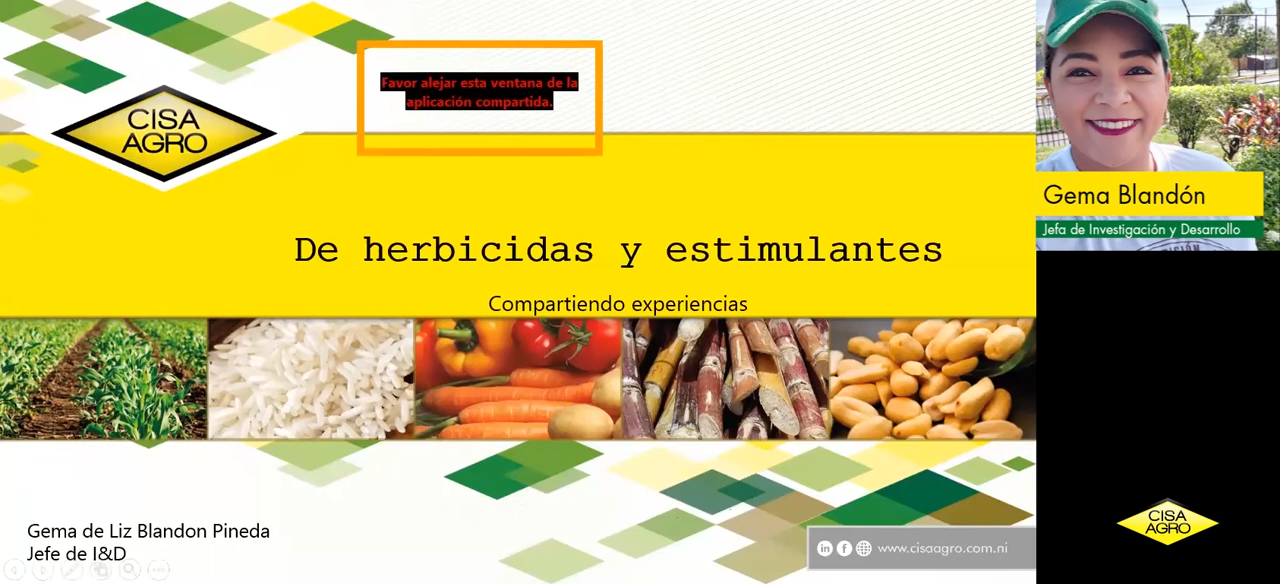 CISA
AGRO
Favor alejar esta ventana de la
aplicación compartida.
De herbicidas y estimulantes
Compartiendo experiencias
Gema de Liz Blandon Pineda
Jefe de I&D
www.cisaagro.com.ni
Gema Blandón
Jefa de Investigación y Desarrollo
CISA
AGRO